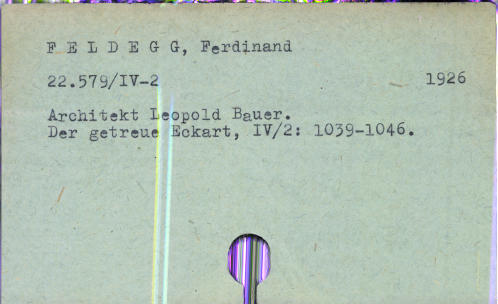 F E L D E G G, Ferdinand
22.579/IV-2 1926
Architekt Leopold Bauer.
Der getreue Eckart, IV/2: 1039-1046.